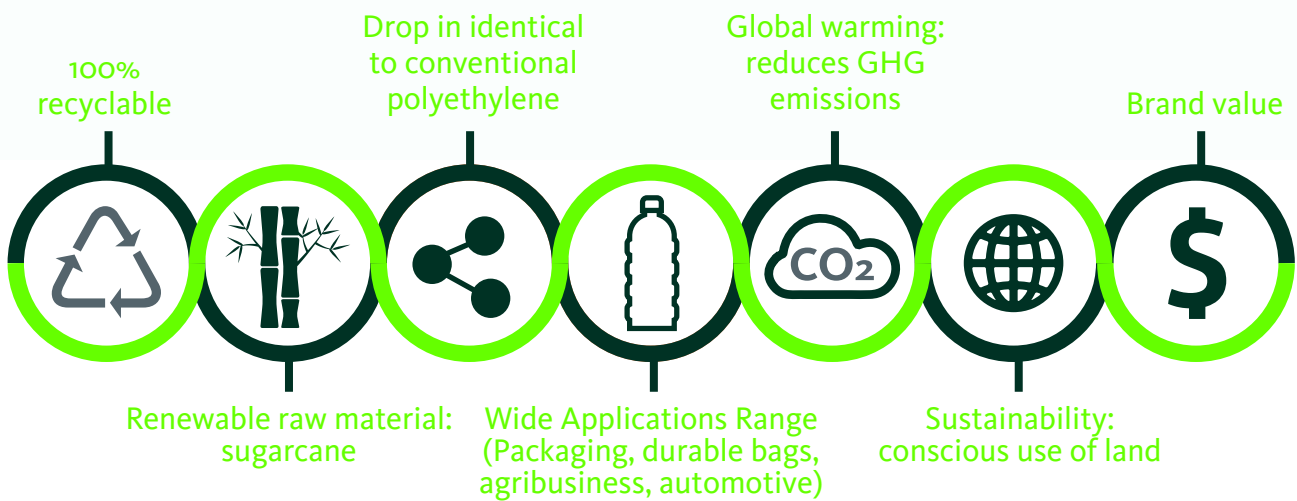 100%
recyclable
Renewable raw material:
sugarcane
Drop in identical
to conventional
polyethylene
Wide Applications Range
(Packaging, durable bags,
agribusiness, automotive)
Global warming:
reduces GHG
emissions
CO2
Sustainability:
conscious use of land
Brand value
$